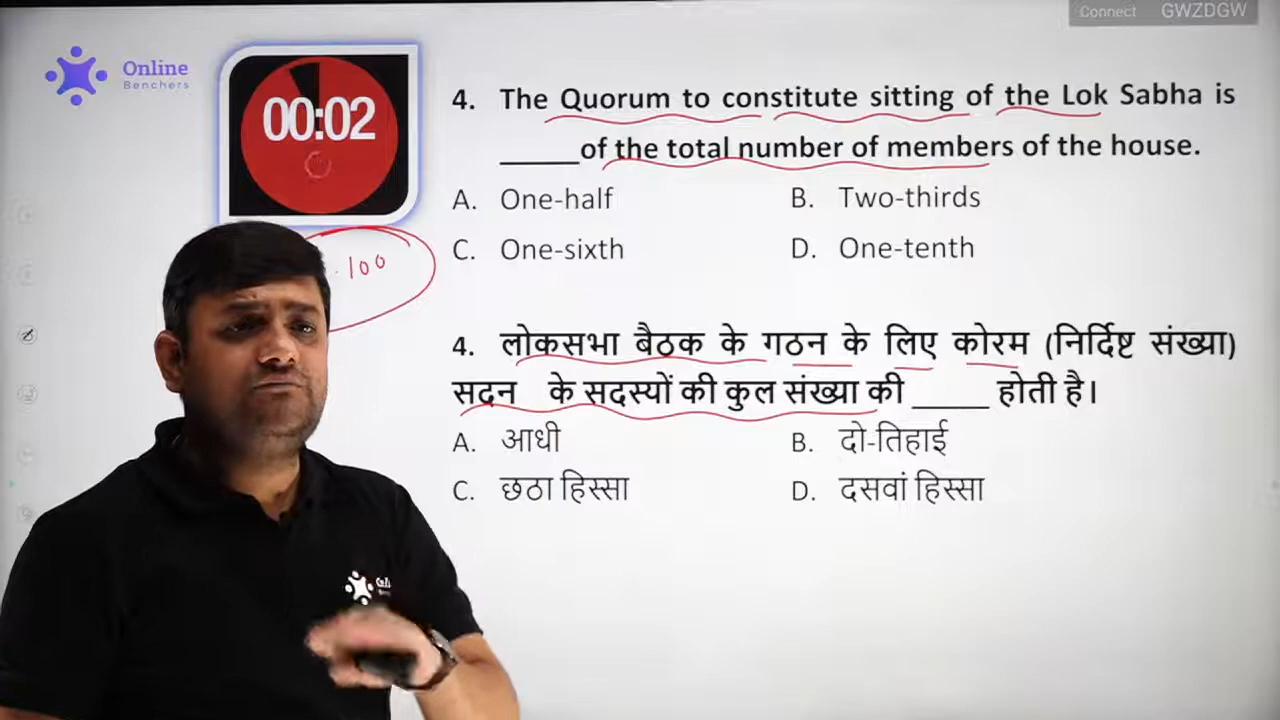 Connect GWZDGW
Online
Benchers
00:02
4. The Quorum to constitute sitting of the Lok Sabha is
_____of the total number of members of the house.
A. One-half B. Two-thirds
C. One-sixth D. One-tenth
100
4. लोकसभा बैठक के गठन के लिए कोरम (निर्दिष्ट संख्या)
सदन के सदस्यों की कुल संख्या की _____ होती है।
A. आधी B. दो-तिहाई
C. छठा हिस्सा D. दसवां हिस्सा